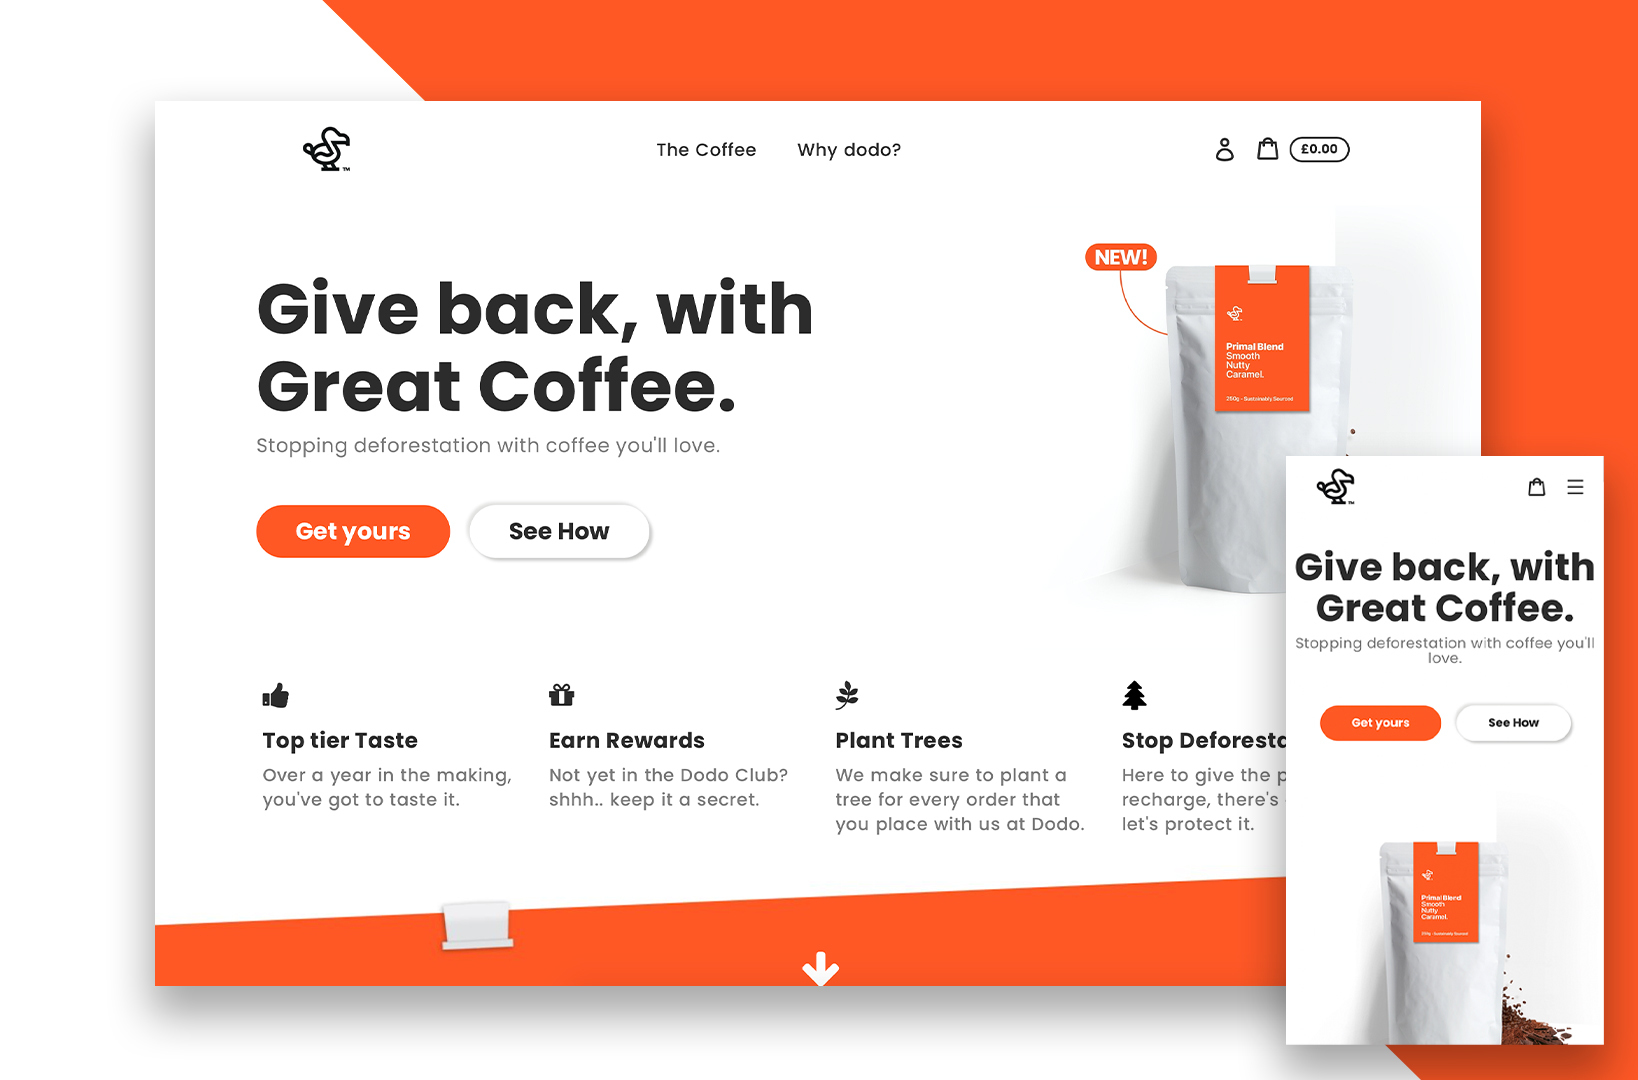 The Coffee
Why dodo?
£0.00
TM
Give back, with
Great Coffee.
Stopping deforestation with coffee you'll love.
Get yours
See How
NEW!
Primal Blend
Smooth
Nutty
Caramel.
250g - Sustainably Sourced
Top tier Taste
Over a year in the making,
you've got to taste it.
Earn Rewards
Not yet in the Dodo Club?
shhh.. keep it a secret.
Plant Trees
We make sure to plant a
tree for every order that
you place with us at Dodo.
Stop Deforesta
Here to give the p
recharge, there's
let's protect it.
TM
Give back, with
Great Coffee.
Stopping deforestation with coffee you'll
love.
Get yours
See How
Primal Blend
Smooth
Nutty
Caramel.
250g - Sustainably Sourced